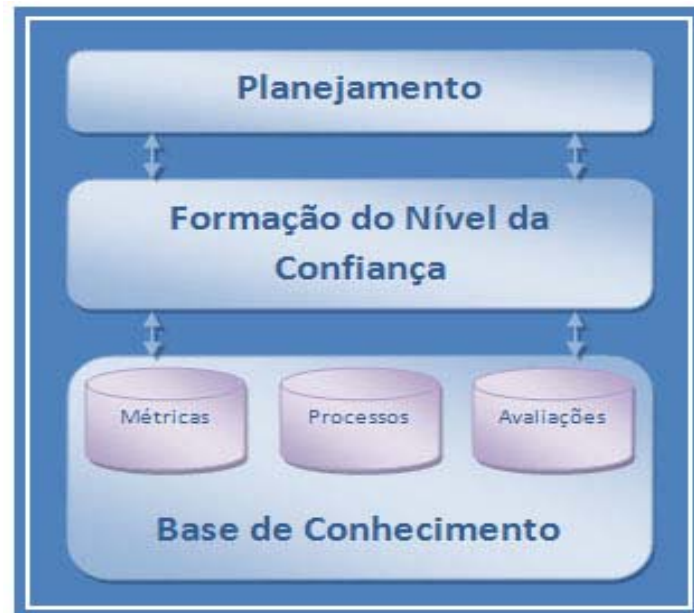 Planejamento
Formação do Nível da
Confiança
Métricas
Processos
Avaliações
Base de Conhecimento